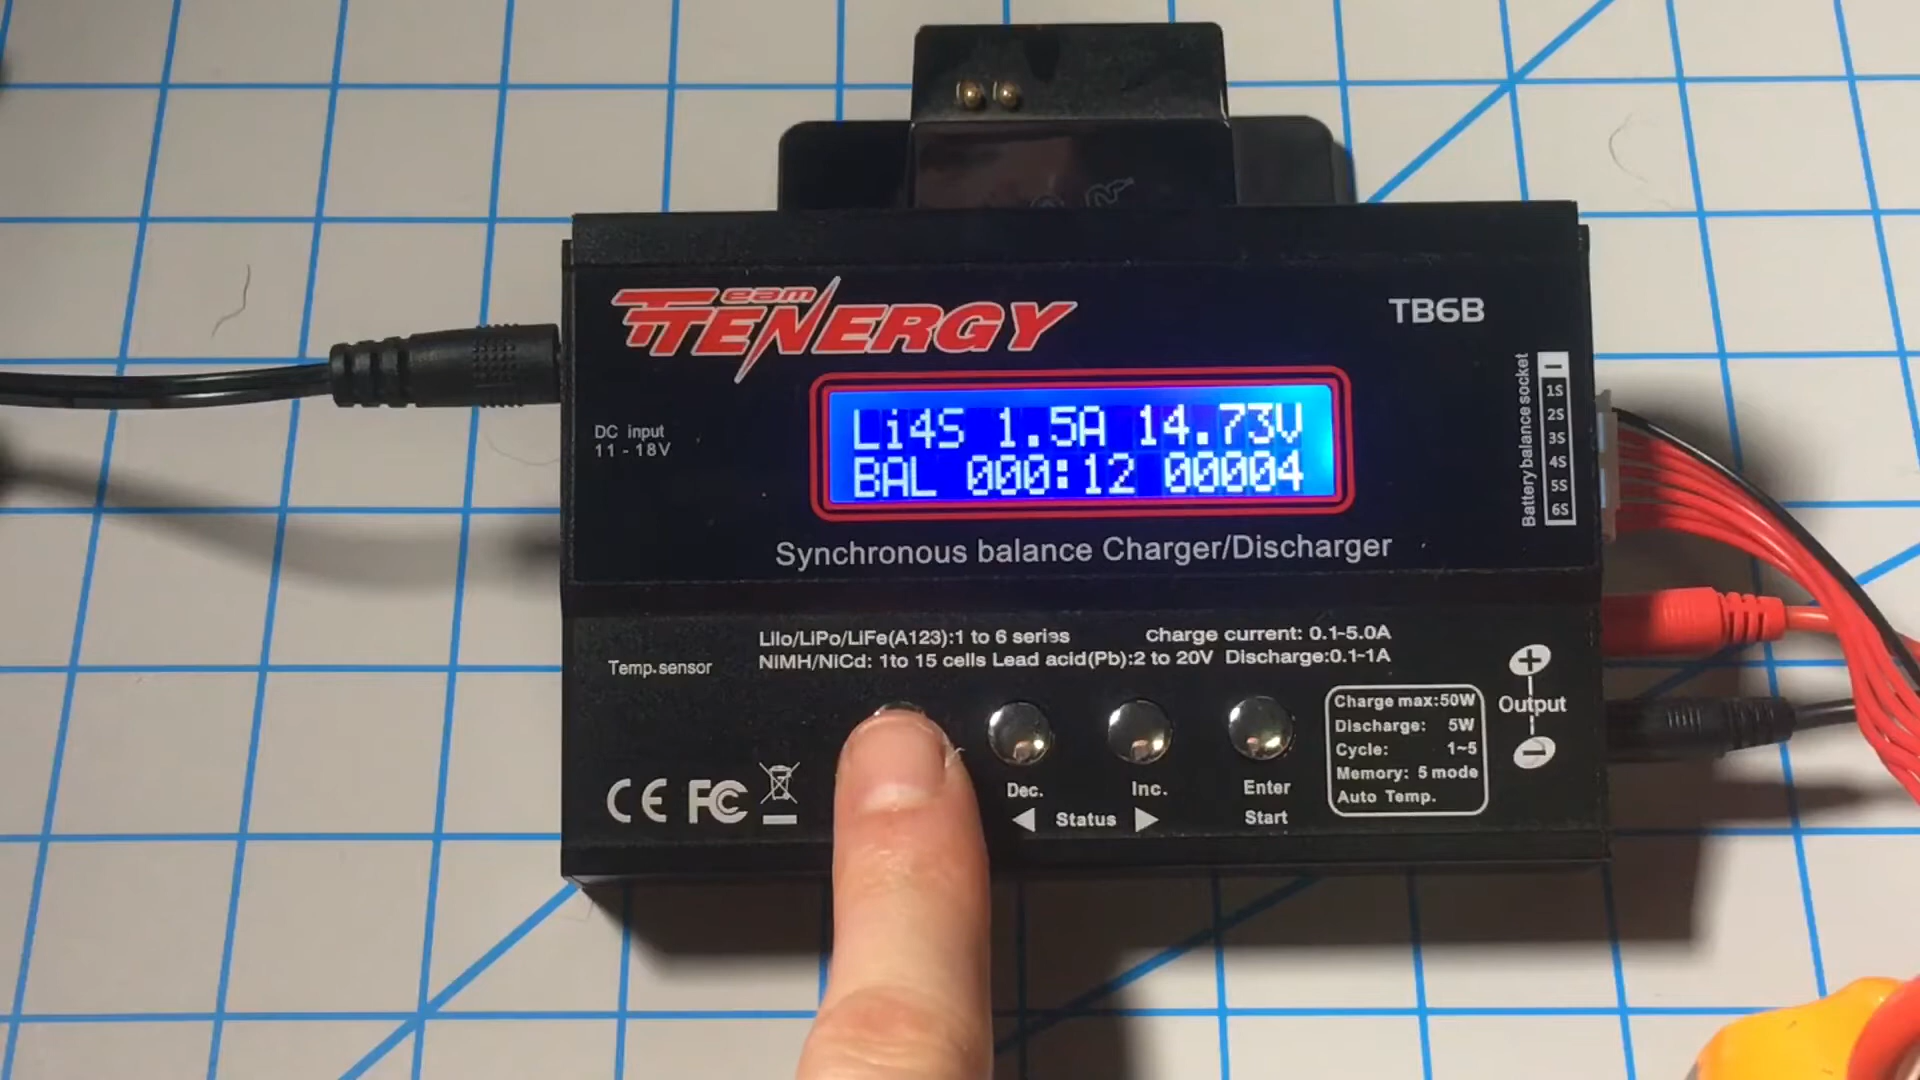 Team TENERGY
TB6B
DC input
11 - 18V
Li4S 1.5A 14.73V
BAL 000:12 00004
Battery balance socket
1S
2S
3S
4S
5S
6S
Synchronous balance Charger/Discharger
LiIo/LiPo/LiFe(A123):1 to 6 series Charge current: 0.1-5.0A
NiMH/NiCd: 1to 15 cells Lead acid(Pb):2 to 20V Discharge:0.1-1A
Temp.sensor
Dec.
Inc.
Enter
Status
Start
Charge max:50W
Discharge: 5W
Cycle: 1~5
Memory: 5 mode
Auto Temp.
+
Output
-
CE FC